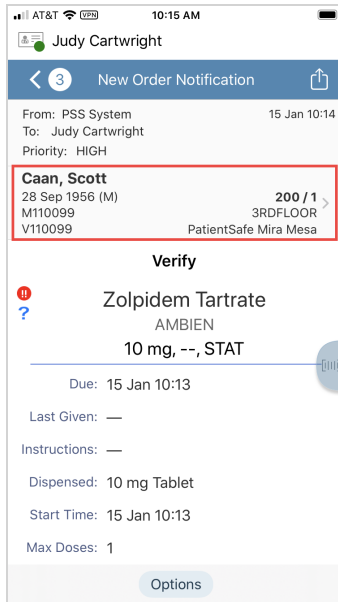 AT&T VPN 10:15 AM
Judy Cartwright
3 New Order Notification
From: PSS System 15 Jan 10:14
To: Judy Cartwright
Priority: HIGH
Caan, Scott
28 Sep 1956 (M) 200 / 1
M110099 3RDFLOOR
V110099 PatientSafe Mira Mesa
Verify
!! Zolpidem Tartrate
? AMBIEN
10 mg, --, STAT
Due: 15 Jan 10:13
Last Given: —
Instructions: —
Dispensed: 10 mg Tablet
Start Time: 15 Jan 10:13
Max Doses: 1
Options